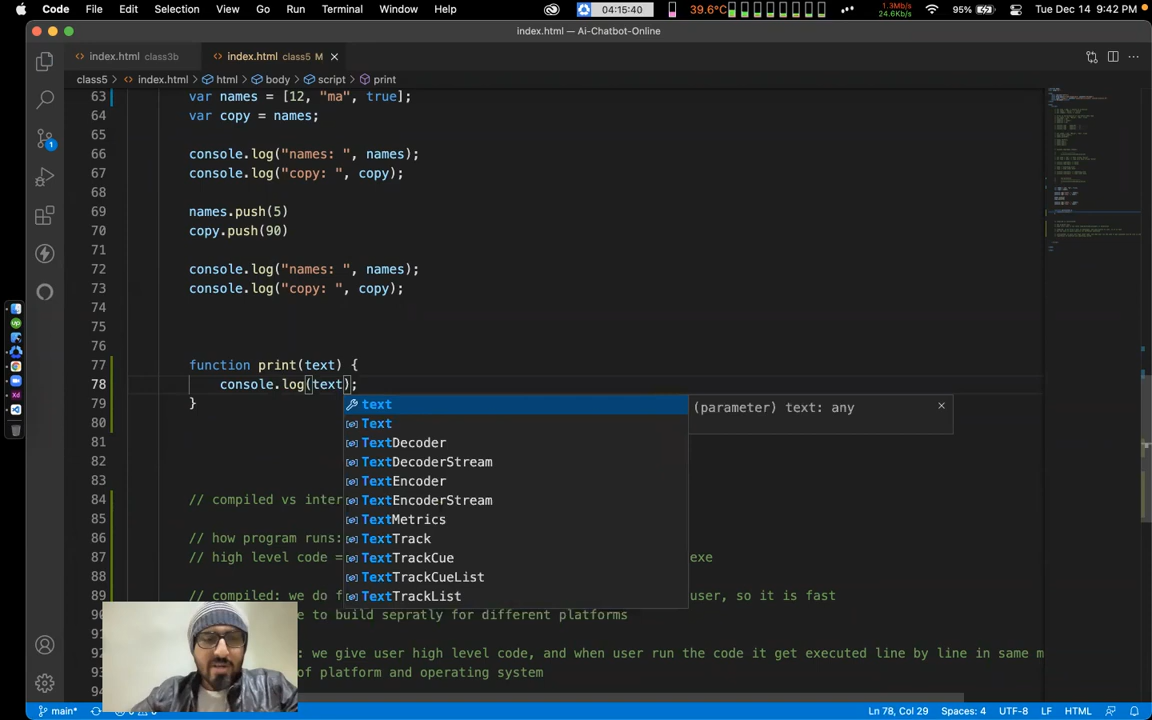 Code File Edit Selection View Go Run Terminal Window Help 04:15:40 39.6°C 1.3MB/s 24.6Kb/s 95% Tue Dec 14 9:42 PM
index.html — Ai-Chatbot-Online
index.html class3b index.html class5 M
class5 > index.html > html > body > script > print
63 var names = [12, "ma", true];
64 var copy = names;
65
66 console.log("names: ", names);
67 console.log("copy: ", copy);
68
69 names.push(5)
70 copy.push(90)
71
72 console.log("names: ", names);
73 console.log("copy: ", copy);
74
75
76
77 function print(text) {
78 console.log(text);
79 }
text (parameter) text: any
80
Text
81
TextDecoder
82
TextDecoderStream
83
TextEncoder
84 // compiled vs inter
TextEncoderStream
85
TextMetrics
86 // how program runs:
TextTrack
87 // high level code = exe
TextTrackCue
88
TextTrackCueList
89 // compiled: we do user, so it is fast
TextTrackList
90 e to build sepratly for different platforms
91
92 : we give user high level code, and when user run the code it get executed line by line in same m
93 of platform and operating system
94
main* Ln 78, Col 29 Spaces: 4 UTF-8 LF HTML